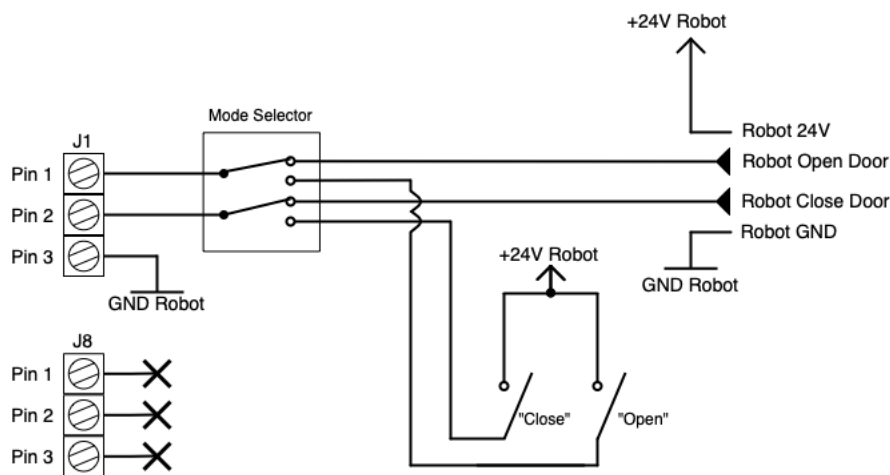 +24V Robot
Mode Selector
J1
Robot 24V
Pin 1
Robot Open Door
Pin 2
Robot Close Door
Pin 3
Robot GND
+24V Robot
GND Robot
GND Robot
J8
Pin 1
"Close"
"Open"
Pin 2
Pin 3